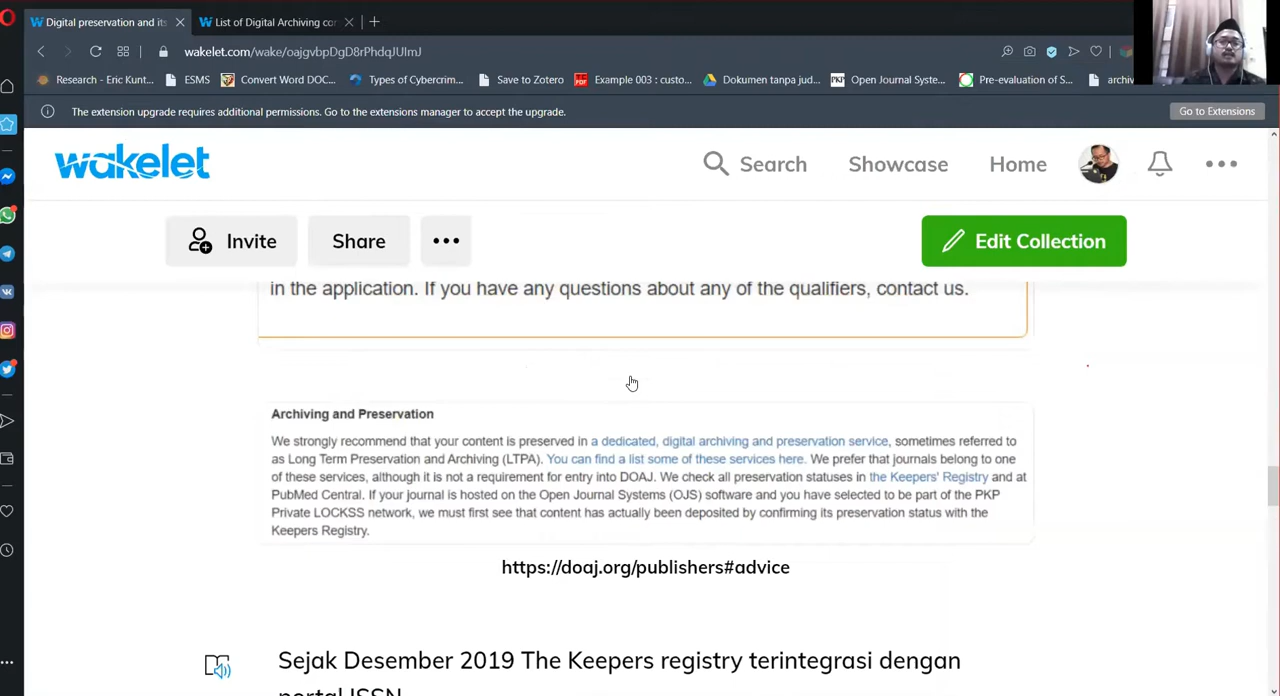 Digital preservation and its
List of Digital Archiving cor
wakelet.com/wake/oajgvbpDgD8rPhdqJUImJ
Research - Eric Kunt...
ESMS
Convert Word DOC...
Types of Cybercrim...
Save to Zotero
PDF
Example 003 : custo...
Dokumen tanpa jud...
PKP
Open Journal Syste...
Pre-evaluation of S...
archiv
The extension upgrade requires additional permissions. Go to the extensions manager to accept the upgrade.
Go to Extensions
wakelet
Search
Showcase
Home
Invite
Share
Edit Collection
in the application. If you have any questions about any of the qualifiers, contact us.
Archiving and Preservation
We strongly recommend that your content is preserved in a dedicated, digital archiving and preservation service, sometimes referred to
as Long Term Preservation and Archiving (LTPA). You can find a list some of these services here. We prefer that journals belong to one
of these services, although it is not a requirement for entry into DOAJ. We check all preservation statuses in the Keepers' Registry and at
PubMed Central. If your journal is hosted on the Open Journal Systems (OJS) software and you have selected to be part of the PKP
Private LOCKSS network, we must first see that content has actually been deposited by confirming its preservation status with the
Keepers Registry.
https://doaj.org/publishers#advice
Sejak Desember 2019 The Keepers registry terintegrasi dengan
portal ISSN